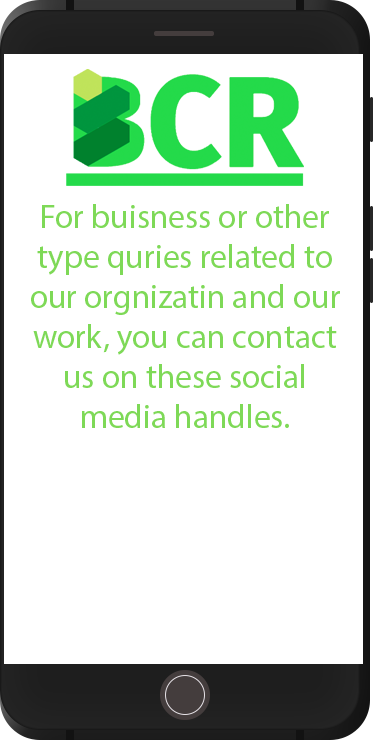 BCR
For buisness or other
type quries related to
our orgnizatin and our
work, you can contact
us on these social
media handles.